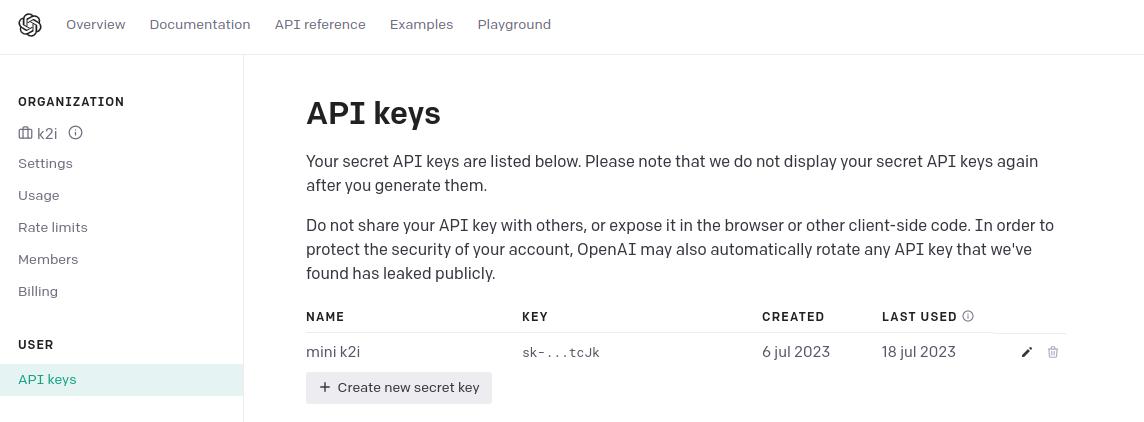 Overview Documentation API reference Examples Playground
ORGANIZATION
k2i
Settings
Usage
Rate limits
Members
Billing
USER
API keys
API keys
Your secret API keys are listed below. Please note that we do not display your secret API keys again
after you generate them.
Do not share your API key with others, or expose it in the browser or other client-side code. In order to
protect the security of your account, OpenAI may also automatically rotate any API key that we've
found has leaked publicly.
NAME KEY CREATED LAST USED
mini k2i sk-...tcJk 6 jul 2023 18 jul 2023
+ Create new secret key